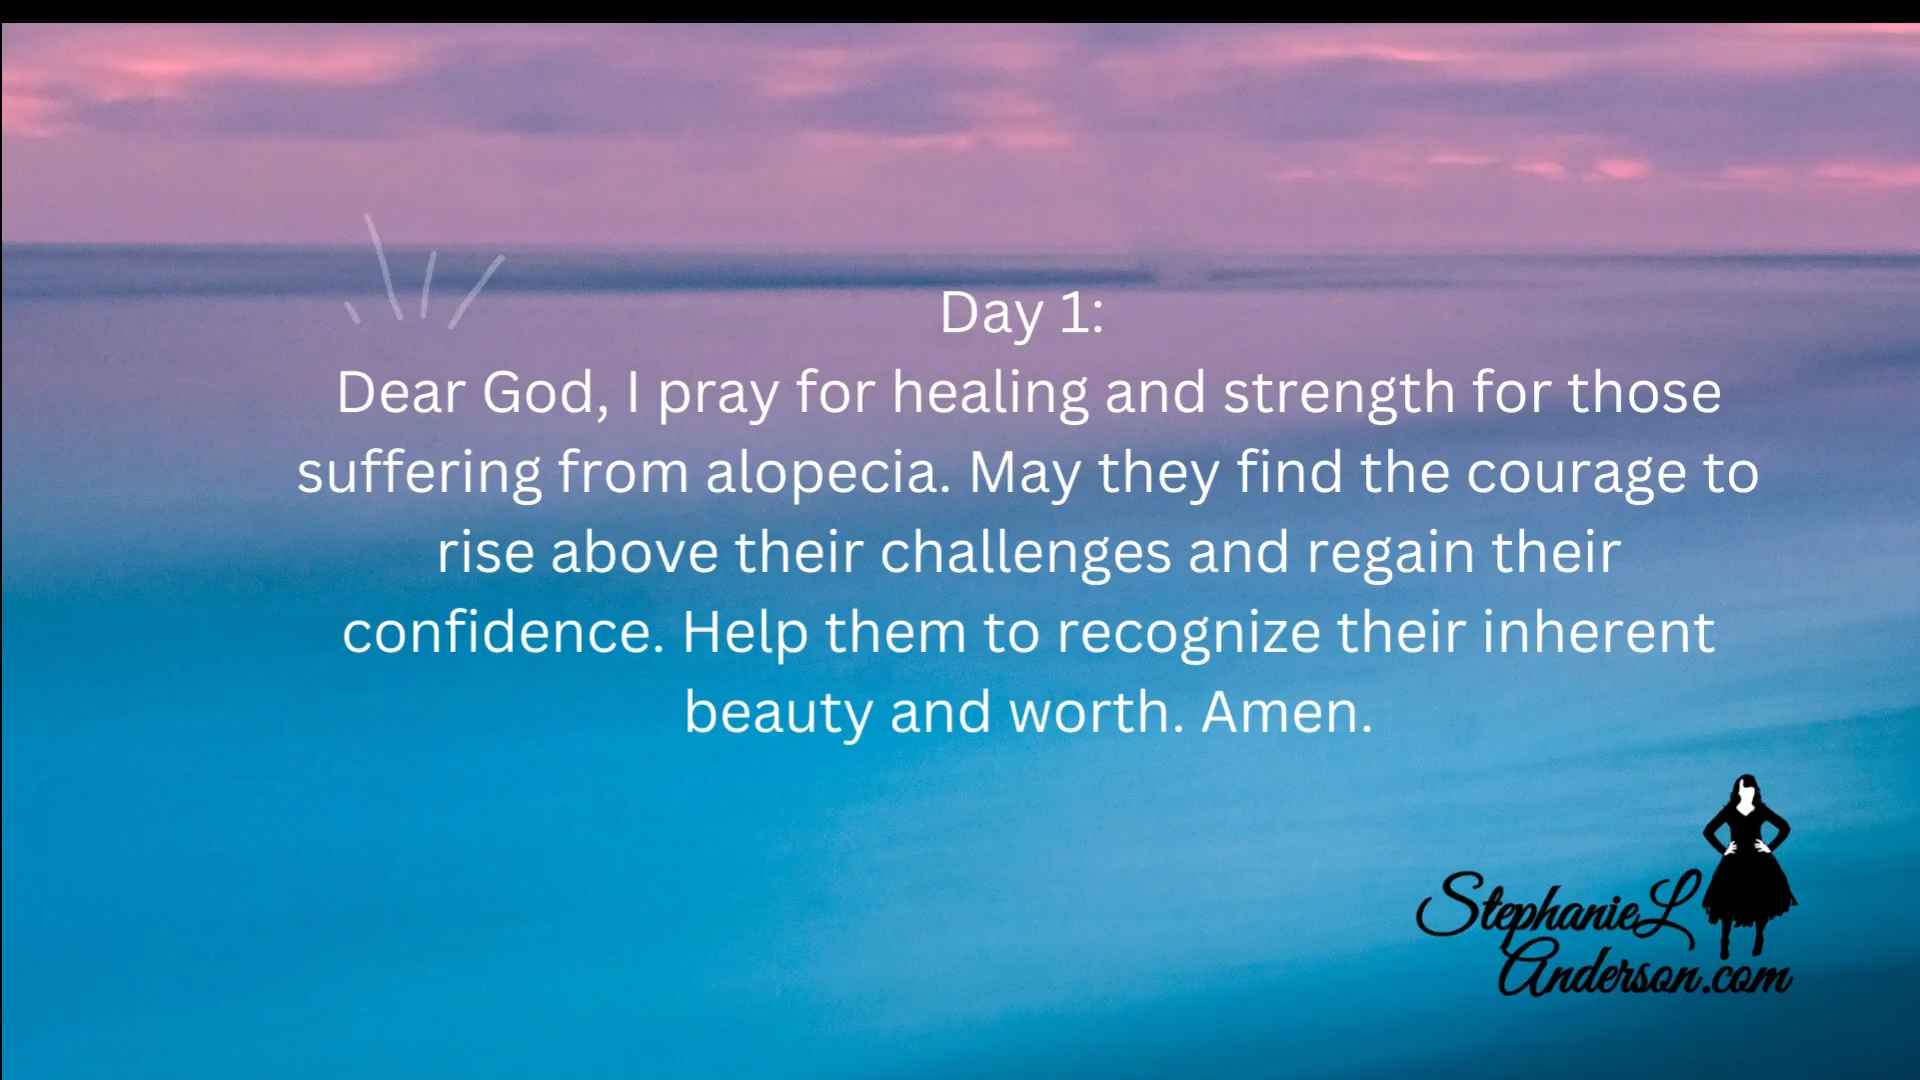 Day 1:
Dear God, I pray for healing and strength for those
suffering from alopecia. May they find the courage to
rise above their challenges and regain their
confidence. Help them to recognize their inherent
beauty and worth. Amen.
StephanieL
Anderson.com